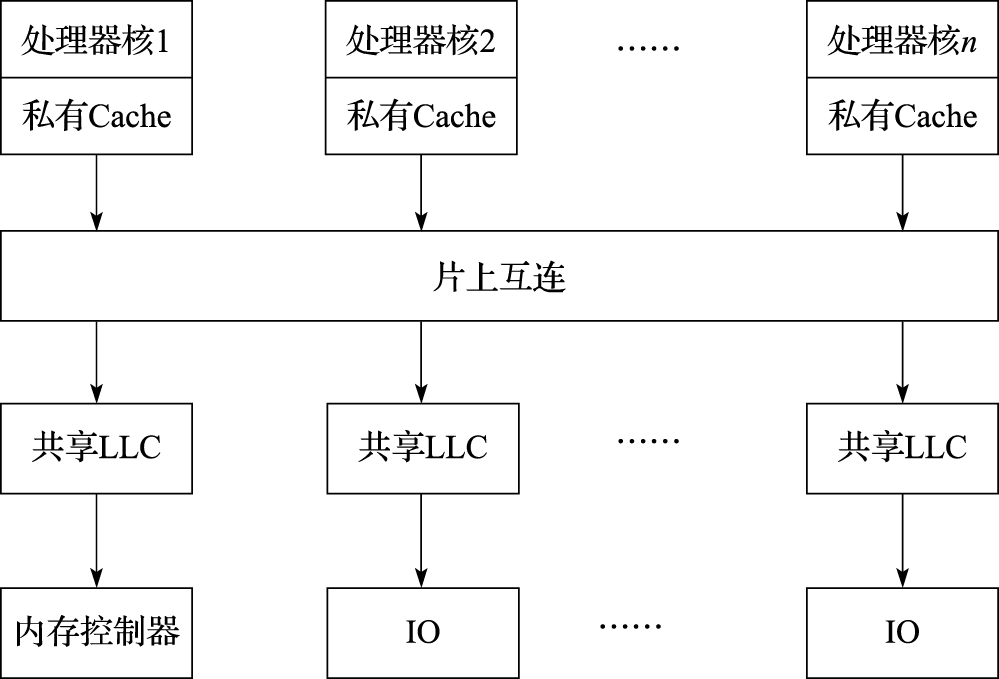 处理器核1
处理器核2
……
处理器核n
私有Cache
私有Cache
私有Cache
片上互连
共享LLC
共享LLC
……
共享LLC
内存控制器
IO
……
IO